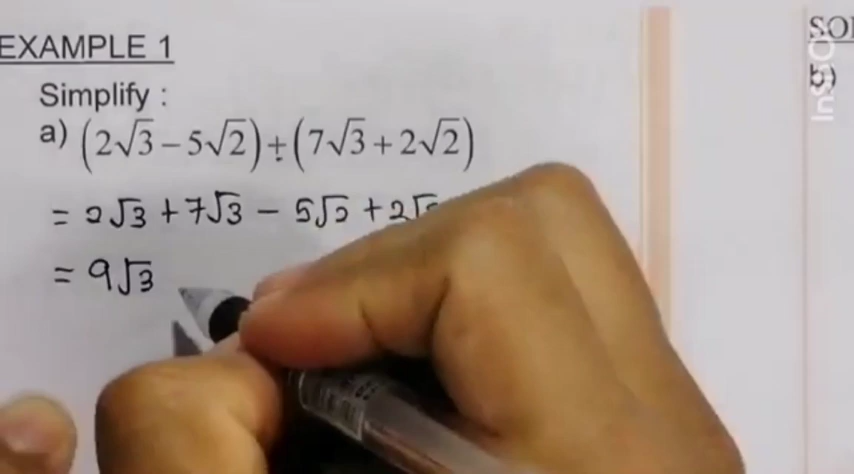 EXAMPLE 1
Simplify :
a) (2√3 − 5√2) + (7√3 + 2√2)
= 2√3 + 7√3 − 5√2 + 2√
= 9√3
b)
InShO